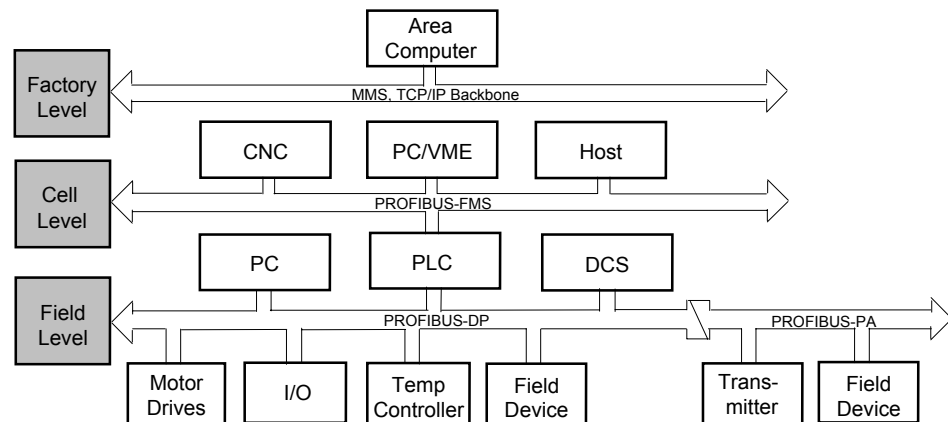 Area
Computer
Factory
Level
MMS, TCP/IP Backbone
CNC
PC/VME
Host
Cell
Level
PROFIBUS-FMS
PC
PLC
DCS
Field
Level
PROFIBUS-DP
PROFIBUS-PA
Motor
Drives
I/O
Temp
Controller
Field
Device
Trans-
mitter
Field
Device